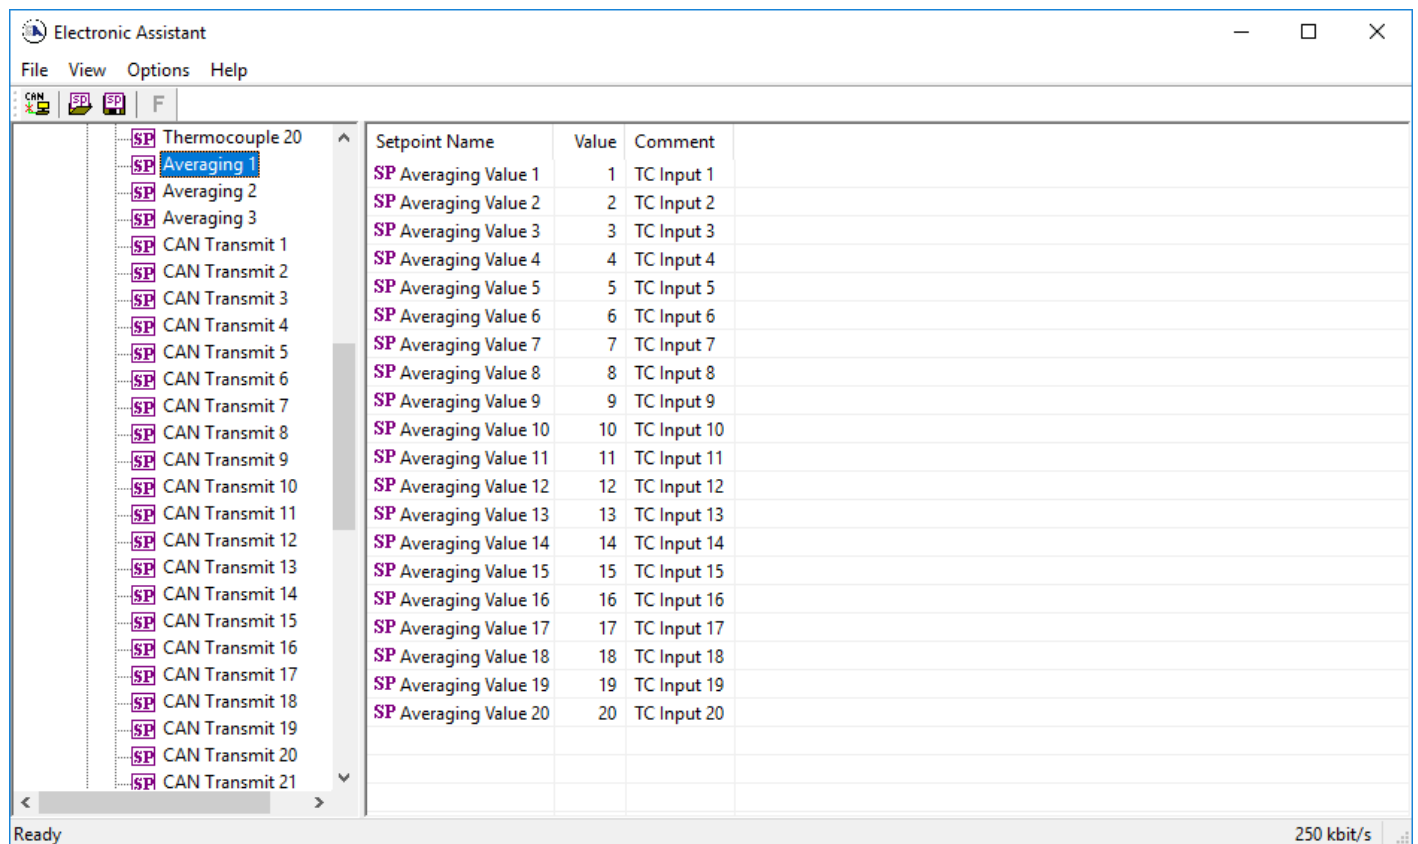 Electronic Assistant
File View Options Help
CAN SP SP F
SP Thermocouple 20
SP Averaging 1
SP Averaging 2
SP Averaging 3
SP CAN Transmit 1
SP CAN Transmit 2
SP CAN Transmit 3
SP CAN Transmit 4
SP CAN Transmit 5
SP CAN Transmit 6
SP CAN Transmit 7
SP CAN Transmit 8
SP CAN Transmit 9
SP CAN Transmit 10
SP CAN Transmit 11
SP CAN Transmit 12
SP CAN Transmit 13
SP CAN Transmit 14
SP CAN Transmit 15
SP CAN Transmit 16
SP CAN Transmit 17
SP CAN Transmit 18
SP CAN Transmit 19
SP CAN Transmit 20
SP CAN Transmit 21
Setpoint Name Value Comment
SP Averaging Value 1 1 TC Input 1
SP Averaging Value 2 2 TC Input 2
SP Averaging Value 3 3 TC Input 3
SP Averaging Value 4 4 TC Input 4
SP Averaging Value 5 5 TC Input 5
SP Averaging Value 6 6 TC Input 6
SP Averaging Value 7 7 TC Input 7
SP Averaging Value 8 8 TC Input 8
SP Averaging Value 9 9 TC Input 9
SP Averaging Value 10 10 TC Input 10
SP Averaging Value 11 11 TC Input 11
SP Averaging Value 12 12 TC Input 12
SP Averaging Value 13 13 TC Input 13
SP Averaging Value 14 14 TC Input 14
SP Averaging Value 15 15 TC Input 15
SP Averaging Value 16 16 TC Input 16
SP Averaging Value 17 17 TC Input 17
SP Averaging Value 18 18 TC Input 18
SP Averaging Value 19 19 TC Input 19
SP Averaging Value 20 20 TC Input 20
Ready 250 kbit/s